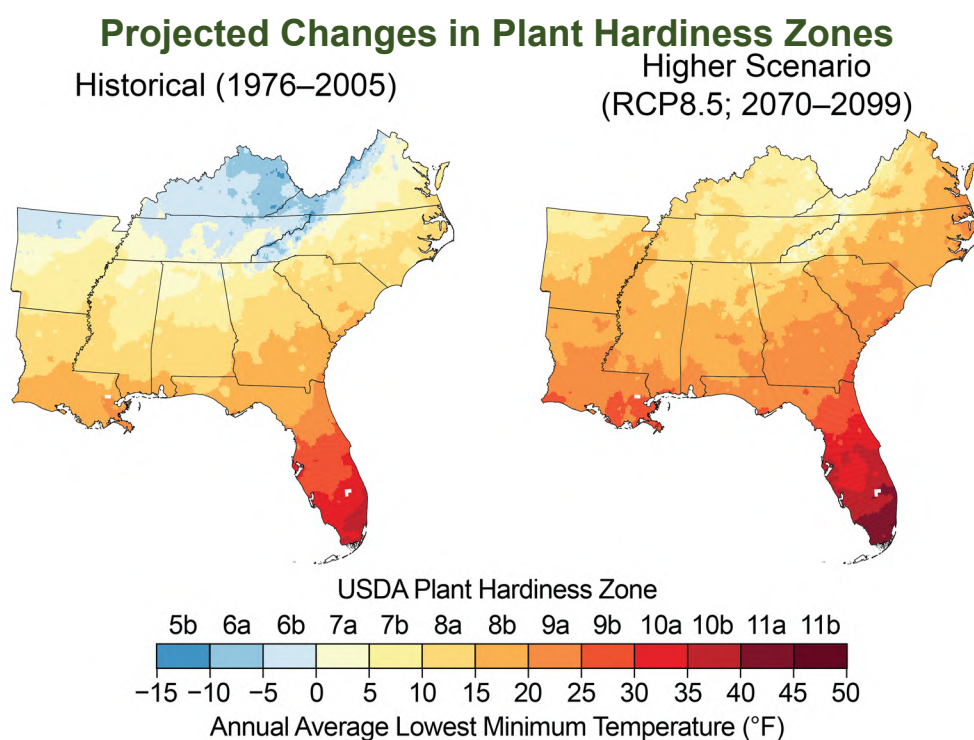 Projected Changes in Plant Hardiness Zones
Historical (1976–2005)
Higher Scenario
(RCP8.5; 2070–2099)
USDA Plant Hardiness Zone
5b 6a 6b 7a 7b 8a 8b 9a 9b 10a 10b 11a 11b
−15 −10 −5 0 5 10 15 20 25 30 35 40 45 50
Annual Average Lowest Minimum Temperature (°F)